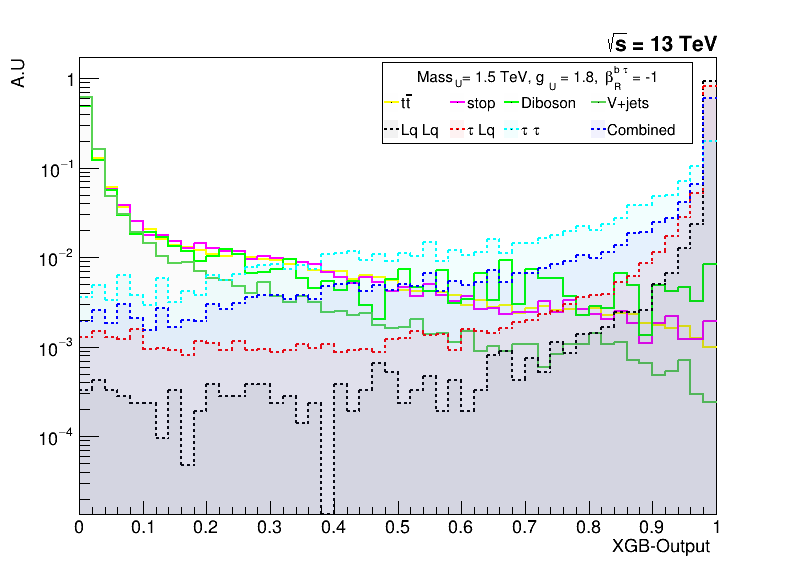 √s = 13 TeV
A.U
Mass_U = 1.5 TeV, g_U = 1.8, β_R^{b τ} = -1
tt̅ stop Diboson V+jets
Lq Lq τ Lq τ τ Combined
1
10⁻¹
10⁻²
10⁻³
10⁻⁴
0 0.1 0.2 0.3 0.4 0.5 0.6 0.7 0.8 0.9 1
XGB-Output